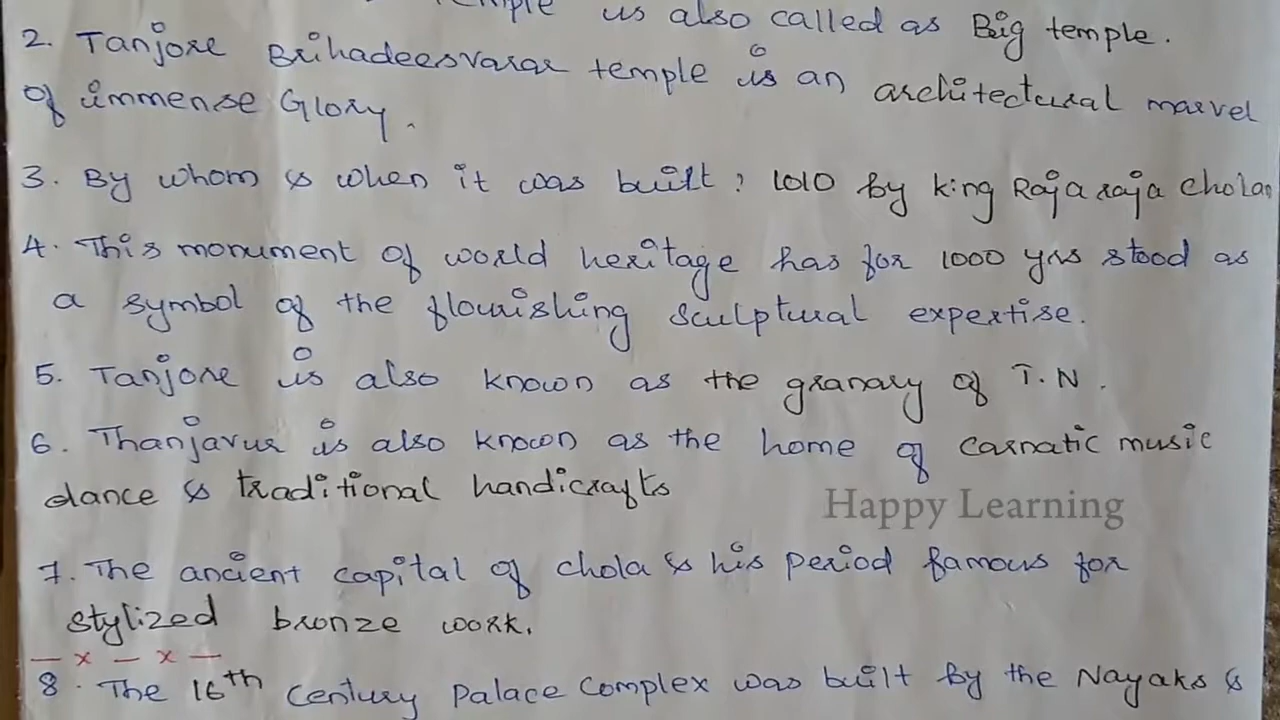 Temple is also called as Big temple.
2. Tanjore Brihadeesvarar temple is an architectural marvel
of immense Glory.
3. By whom & when it was built? 1010 by king Raja raja cholan
4. This monument of world heritage has for 1000 yrs stood as
a symbol of the flourishing sculptural expertise.
5. Tanjore is also known as the granary of T.N.
6. Thanjavur is also known as the home of carnatic music
dance & traditional handicrafts
Happy Learning
7. The ancient capital of chola & his period famous for
stylized bronze work.
8. The 16th century palace complex was built by the Nayaks &